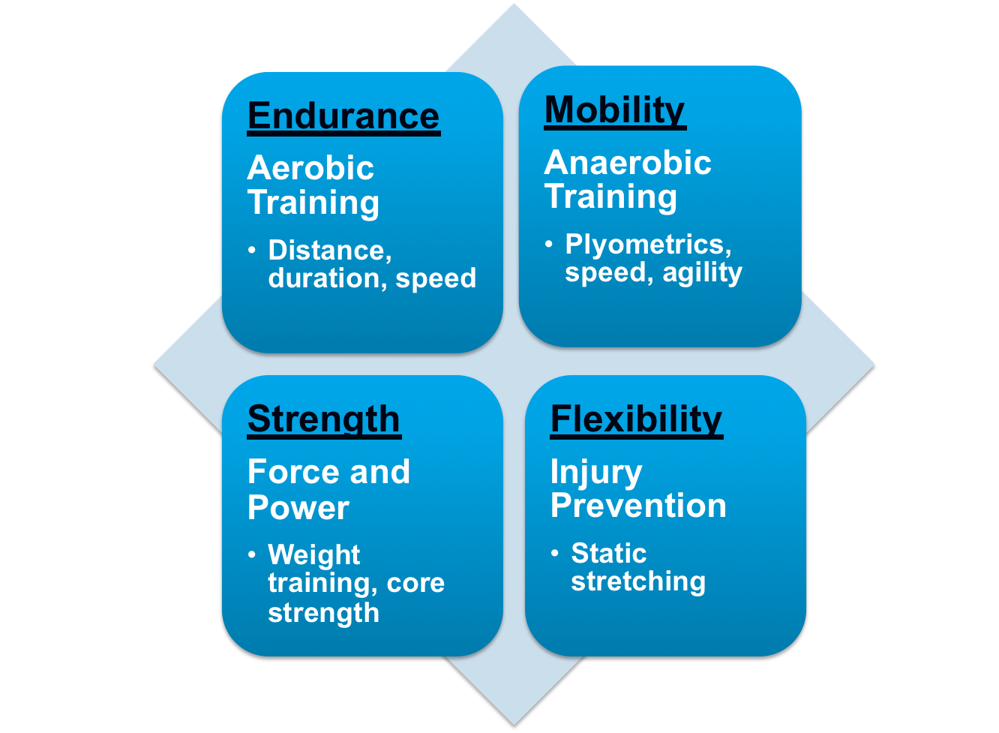 Endurance
Aerobic
Training
• Distance,
duration, speed
Mobility
Anaerobic
Training
• Plyometrics,
speed, agility
Strength
Force and
Power
• Weight
training, core
strength
Flexibility
Injury
Prevention
• Static
stretching